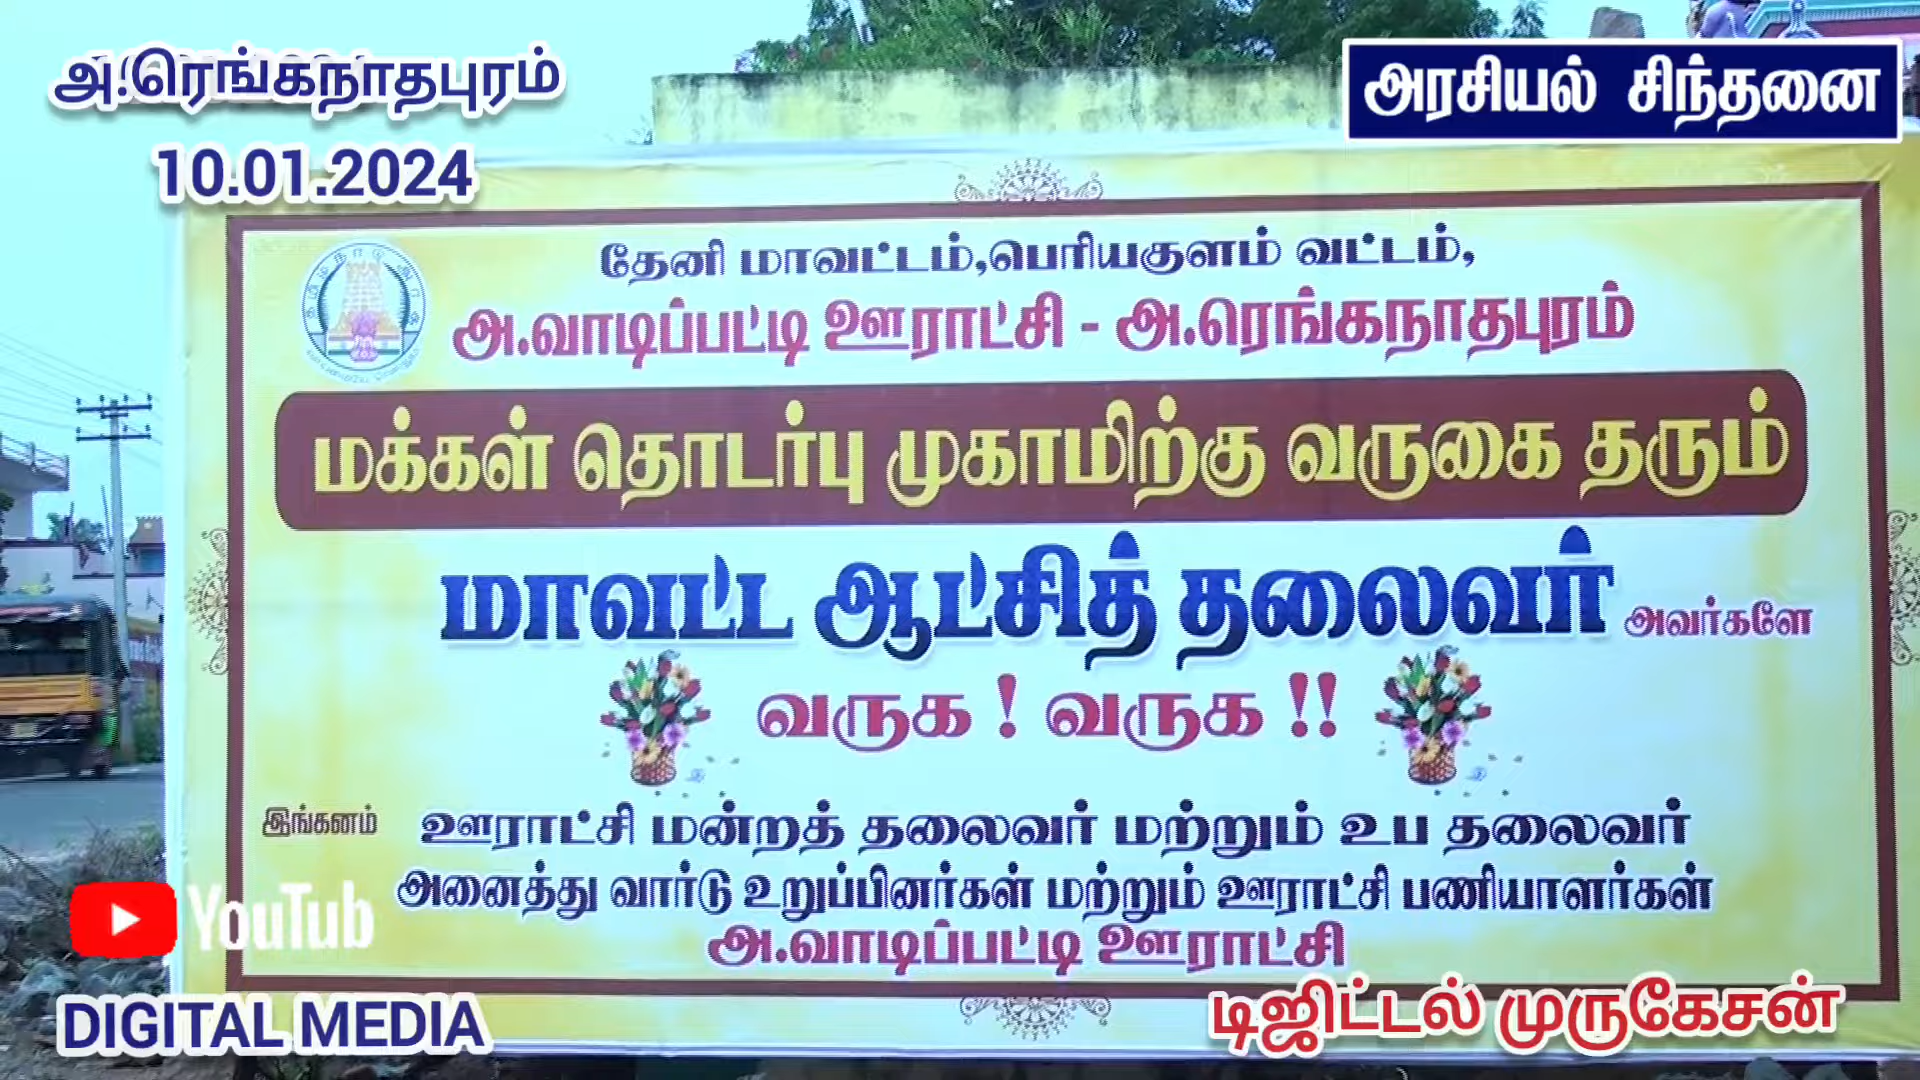 அ.ரெங்கநாதபுரம்
10.01.2024
அரசியல் சிந்தனை
தேனி மாவட்டம்,பெரியகுளம் வட்டம்,
அ.வாடிப்பட்டி ஊராட்சி - அ.ரெங்கநாதபுரம்
மக்கள் தொடர்பு முகாமிற்கு வருகை தரும்
மாவட்ட ஆட்சித் தலைவர் அவர்களே
வருக ! வருக !!
இங்கனம் ஊராட்சி மன்றத் தலைவர் மற்றும் உப தலைவர்
அனைத்து வார்டு உறுப்பினர்கள் மற்றும் ஊராட்சி பணியாளர்கள்
அ.வாடிப்பட்டி ஊராட்சி
YouTub
DIGITAL MEDIA
டிஜிட்டல் முருகேசன்